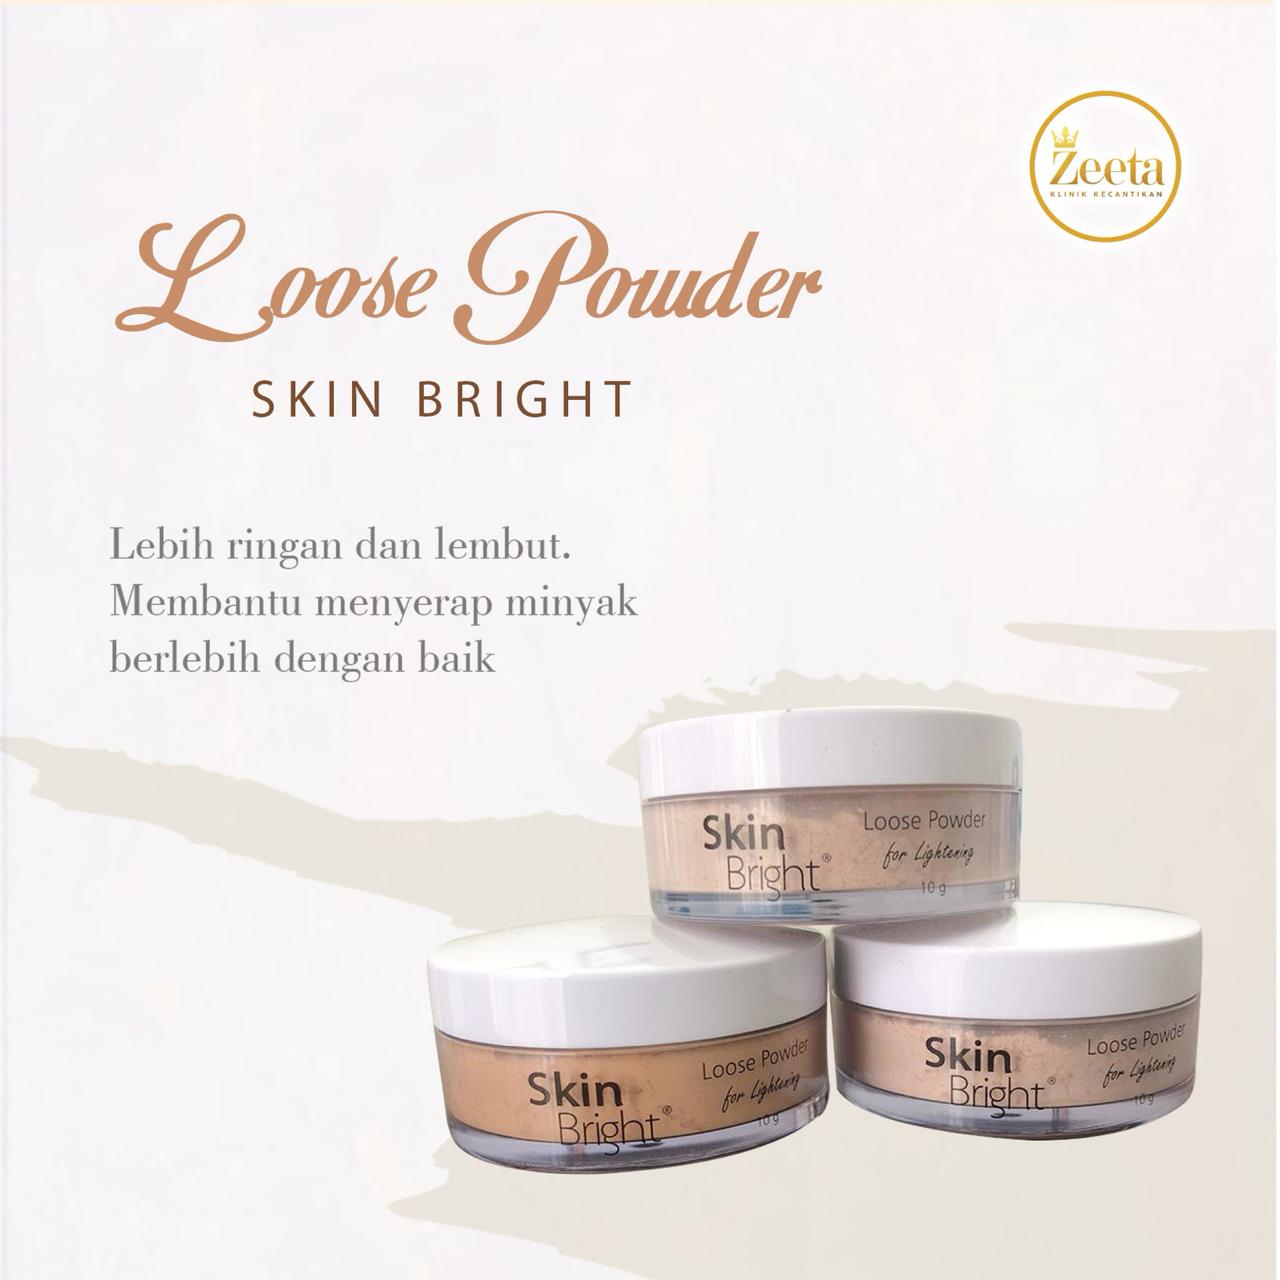 Zeeta
KLINIK KECANTIKAN
Loose Powder
SKIN BRIGHT
Lebih ringan dan lembut.
Membantu menyerap minyak
berlebih dengan baik
Skin
Bright®
Loose Powder
for Lightening
10 g
Skin
Bright®
Loose Powder
for Lightening
10 g
Skin
Bright®
Loose Powder
for Lightening
10 g